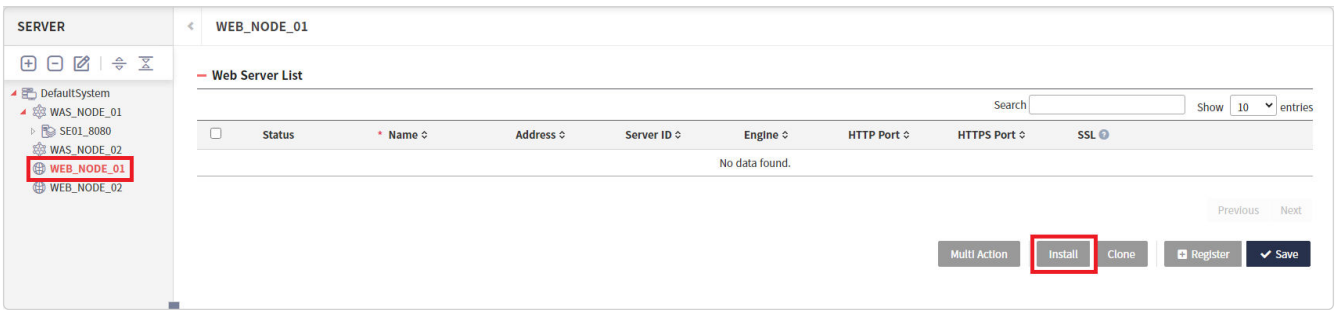 SERVER
WEB_NODE_01
DefaultSystem
WAS_NODE_01
SE01_8080
WAS_NODE_02
WEB_NODE_01
WEB_NODE_02
Web Server List
Search Show 10 entries
Status * Name Address Server ID Engine HTTP Port HTTPS Port SSL ?
No data found.
Previous Next
Multi Action Install Clone Register Save